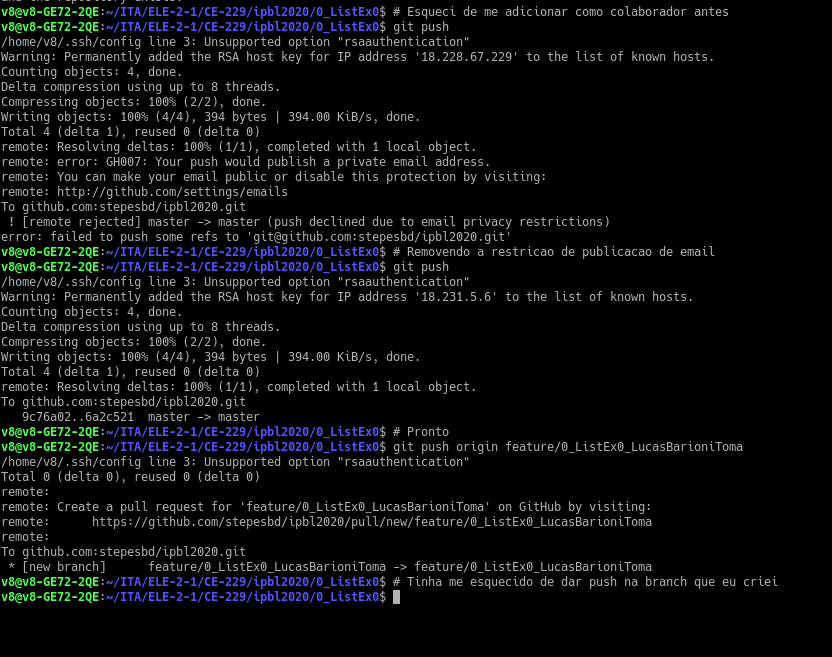 v8@v8-GE72-2QE:~/ITA/ELE-2-1/CE-229/ipbl2020/0_ListEx0$ # Esqueci de me adicionar como colaborador antes
v8@v8-GE72-2QE:~/ITA/ELE-2-1/CE-229/ipbl2020/0_ListEx0$ git push
/home/v8/.ssh/config line 3: Unsupported option "rsaauthentication"
Warning: Permanently added the RSA host key for IP address '18.228.67.229' to the list of known hosts.
Counting objects: 4, done.
Delta compression using up to 8 threads.
Compressing objects: 100% (2/2), done.
Writing objects: 100% (4/4), 394 bytes | 394.00 KiB/s, done.
Total 4 (delta 1), reused 0 (delta 0)
remote: Resolving deltas: 100% (1/1), completed with 1 local object.
remote: error: GH007: Your push would publish a private email address.
remote: You can make your email public or disable this protection by visiting:
remote: http://github.com/settings/emails
To github.com:stepesbd/ipbl2020.git
 ! [remote rejected] master -> master (push declined due to email privacy restrictions)
error: failed to push some refs to 'git@github.com:stepesbd/ipbl2020.git'
v8@v8-GE72-2QE:~/ITA/ELE-2-1/CE-229/ipbl2020/0_ListEx0$ # Removendo a restricao de publicacao de email
v8@v8-GE72-2QE:~/ITA/ELE-2-1/CE-229/ipbl2020/0_ListEx0$ git push
/home/v8/.ssh/config line 3: Unsupported option "rsaauthentication"
Warning: Permanently added the RSA host key for IP address '18.231.5.6' to the list of known hosts.
Counting objects: 4, done.
Delta compression using up to 8 threads.
Compressing objects: 100% (2/2), done.
Writing objects: 100% (4/4), 394 bytes | 394.00 KiB/s, done.
Total 4 (delta 1), reused 0 (delta 0)
remote: Resolving deltas: 100% (1/1), completed with 1 local object.
To github.com:stepesbd/ipbl2020.git
   9c76a02..6a2c521  master -> master
v8@v8-GE72-2QE:~/ITA/ELE-2-1/CE-229/ipbl2020/0_ListEx0$ # Pronto
v8@v8-GE72-2QE:~/ITA/ELE-2-1/CE-229/ipbl2020/0_ListEx0$ git push origin feature/0_ListEx0_LucasBarioniToma
/home/v8/.ssh/config line 3: Unsupported option "rsaauthentication"
Total 0 (delta 0), reused 0 (delta 0)
remote:
remote: Create a pull request for 'feature/0_ListEx0_LucasBarioniToma' on GitHub by visiting:
remote:      https://github.com/stepesbd/ipbl2020/pull/new/feature/0_ListEx0_LucasBarioniToma
remote:
To github.com:stepesbd/ipbl2020.git
 * [new branch]      feature/0_ListEx0_LucasBarioniToma -> feature/0_ListEx0_LucasBarioniToma
v8@v8-GE72-2QE:~/ITA/ELE-2-1/CE-229/ipbl2020/0_ListEx0$ # Tinha me esquecido de dar push na branch que eu criei
v8@v8-GE72-2QE:~/ITA/ELE-2-1/CE-229/ipbl2020/0_ListEx0$